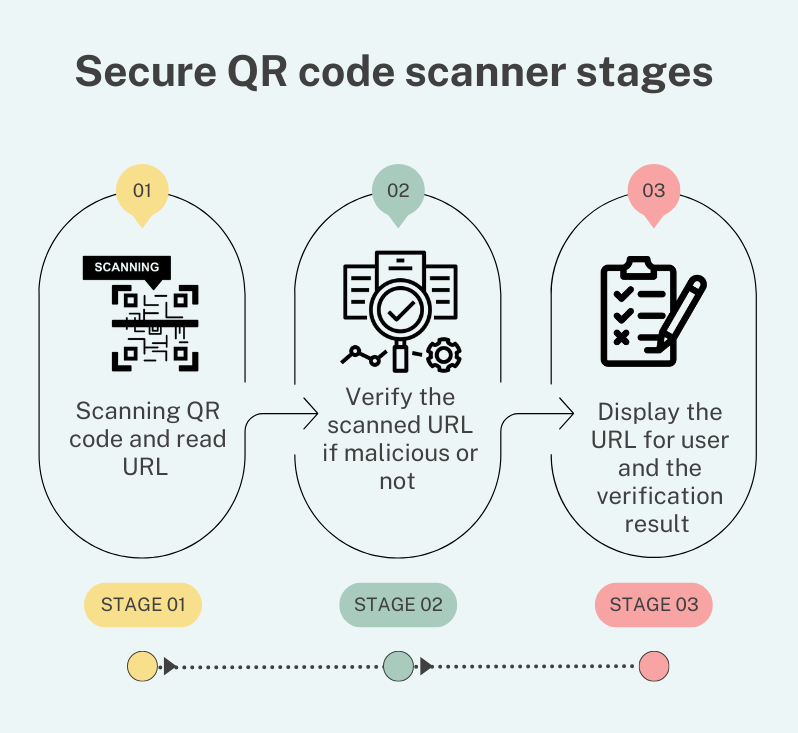 Secure QR code scanner stages
01
02
03
SCANNING
Scanning QR
code and read
URL
Verify the
scanned URL
if malicious or
not
Display the
URL for user
and the
verification
result
STAGE 01
STAGE 02
STAGE 03